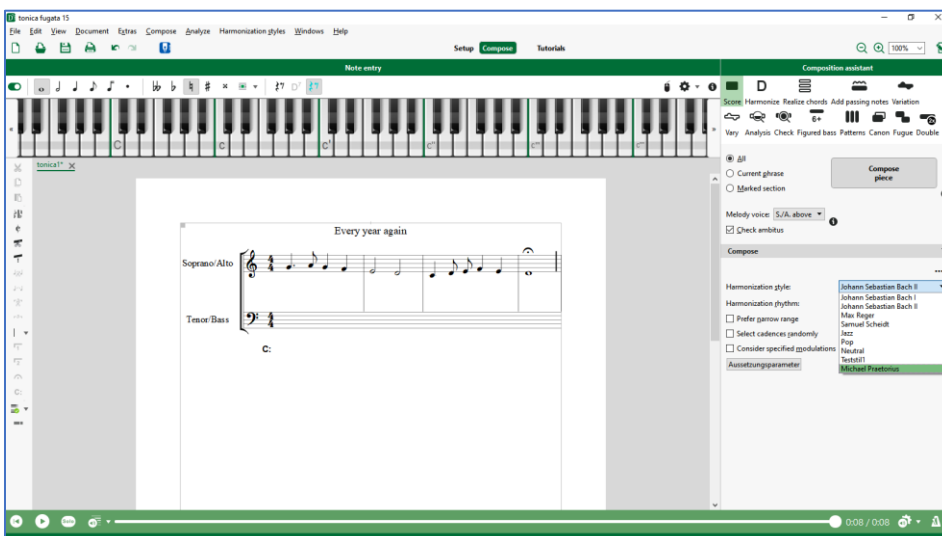 tonica fugata 15
File Edit View Document Extras Compose Analyze Harmonization styles Windows Help
Setup Compose Tutorials
100%
Note entry
Composition assistant
Score Harmonize Realize chords Add passing notes Variation
6+
Vary Analysis Check Figured bass Patterns Canon Fugue Double
C C C' c'' c'''
tonica1* X
All
Current phrase
Marked section
Compose piece
Melody voice: S./A. above
Check ambitus
Compose
Harmonization style: Johann Sebastian Bach II
Harmonization rhythm:
Johann Sebastian Bach I
Johann Sebastian Bach II
Max Reger
Samuel Scheidt
Jazz
Pop
Neutral
Teststil1
Michael Praetorius
Prefer narrow range
Select cadences randomly
Consider specified modulations
Aussetzungsparameter
Every year again
Soprano/Alto
4
4
Tenor/Bass
4
4
C:
C:
0:08 / 0:08